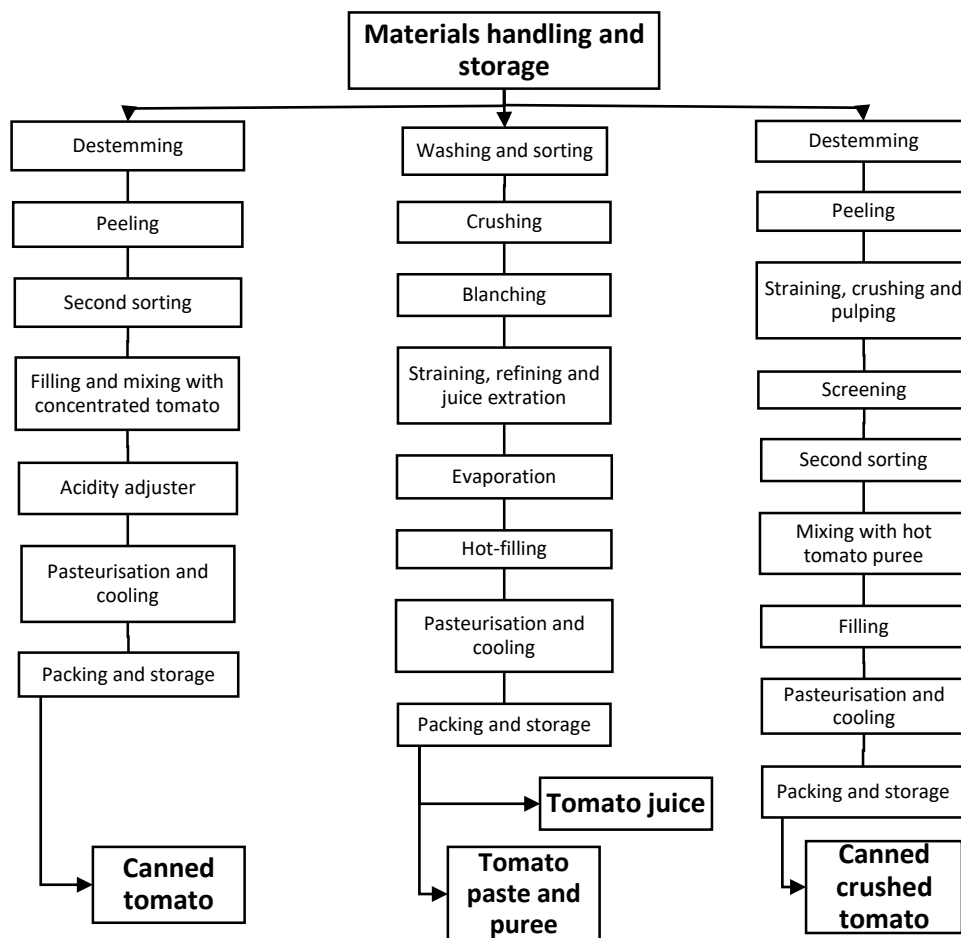 Materials handling and
storage
Destemming
Peeling
Second sorting
Filling and mixing with
concentrated tomato
Acidity adjuster
Pasteurisation and
cooling
Packing and storage
Canned
tomato
Washing and sorting
Crushing
Blanching
Straining, refining and
juice extration
Evaporation
Hot-filling
Pasteurisation and
cooling
Packing and storage
Tomato juice
Tomato
paste and
puree
Destemming
Peeling
Straining, crushing and
pulping
Screening
Second sorting
Mixing with hot
tomato puree
Filling
Pasteurisation and
cooling
Packing and storage
Canned
crushed
tomato